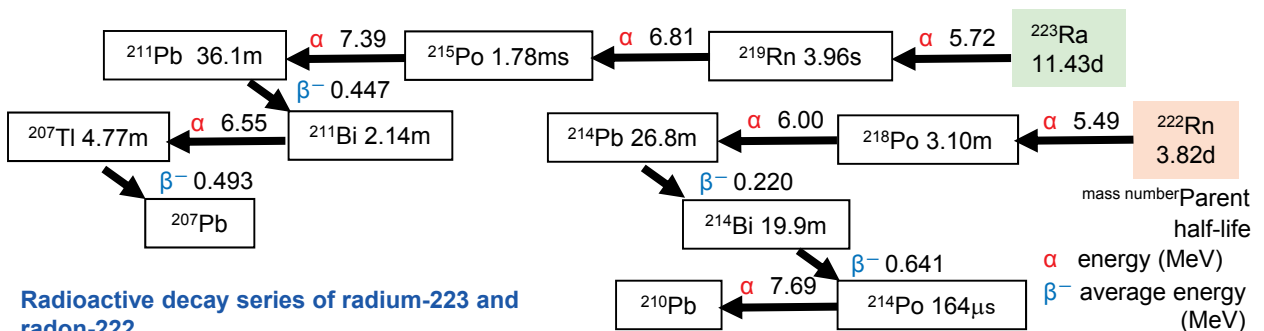 ²¹¹Pb 36.1m
α 7.39
²¹⁵Po 1.78ms
α 6.81
²¹⁹Rn 3.96s
α 5.72
²²³Ra
11.43d
β⁻ 0.447
²⁰⁷Tl 4.77m
α 6.55
²¹¹Bi 2.14m
β⁻ 0.493
²⁰⁷Pb
²¹⁴Pb 26.8m
α 6.00
²¹⁸Po 3.10m
α 5.49
²²²Rn
3.82d
β⁻ 0.220
²¹⁴Bi 19.9m
β⁻ 0.641
²¹⁰Pb
α 7.69
²¹⁴Po 164μs
mass numberParent
half-life
α energy (MeV)
β⁻ average energy
(MeV)
Radioactive decay series of radium-223 and
radon-222